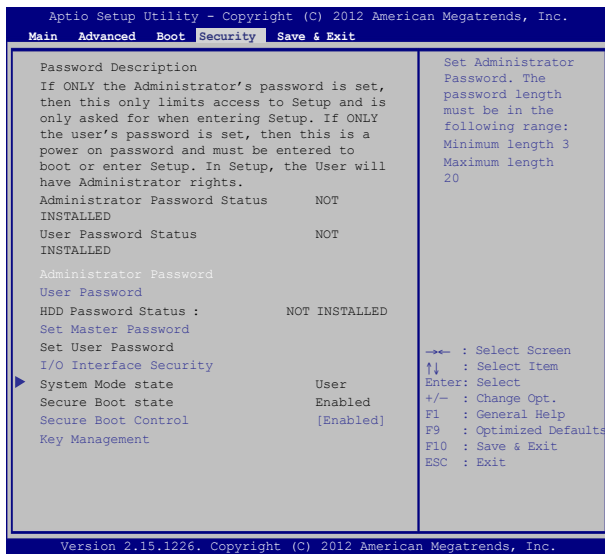 Aptio Setup Utility - Copyright (C) 2012 American Megatrends, Inc.
Main Advanced Boot Security Save & Exit
Password Description
If ONLY the Administrator's password is set,
then this only limits access to Setup and is
only asked for when entering Setup. If ONLY
the user's password is set, then this is a
power on password and must be entered to
boot or enter Setup. In Setup, the User will
have Administrator rights.
Administrator Password Status NOT
INSTALLED
User Password Status NOT
INSTALLED
Administrator Password
User Password
HDD Password Status : NOT INSTALLED
Set Master Password
Set User Password
I/O Interface Security
System Mode state User
Secure Boot state Enabled
Secure Boot Control [Enabled]
Key Management
Set Administrator
Password. The
password length
must be in the
following range:
Minimum length 3
Maximum length
20
→← : Select Screen
↑↓ : Select Item
Enter: Select
+/— : Change Opt.
F1 : General Help
F9 : Optimized Defaults
F10 : Save & Exit
ESC : Exit
Version 2.15.1226. Copyright (C) 2012 American Megatrends, Inc.